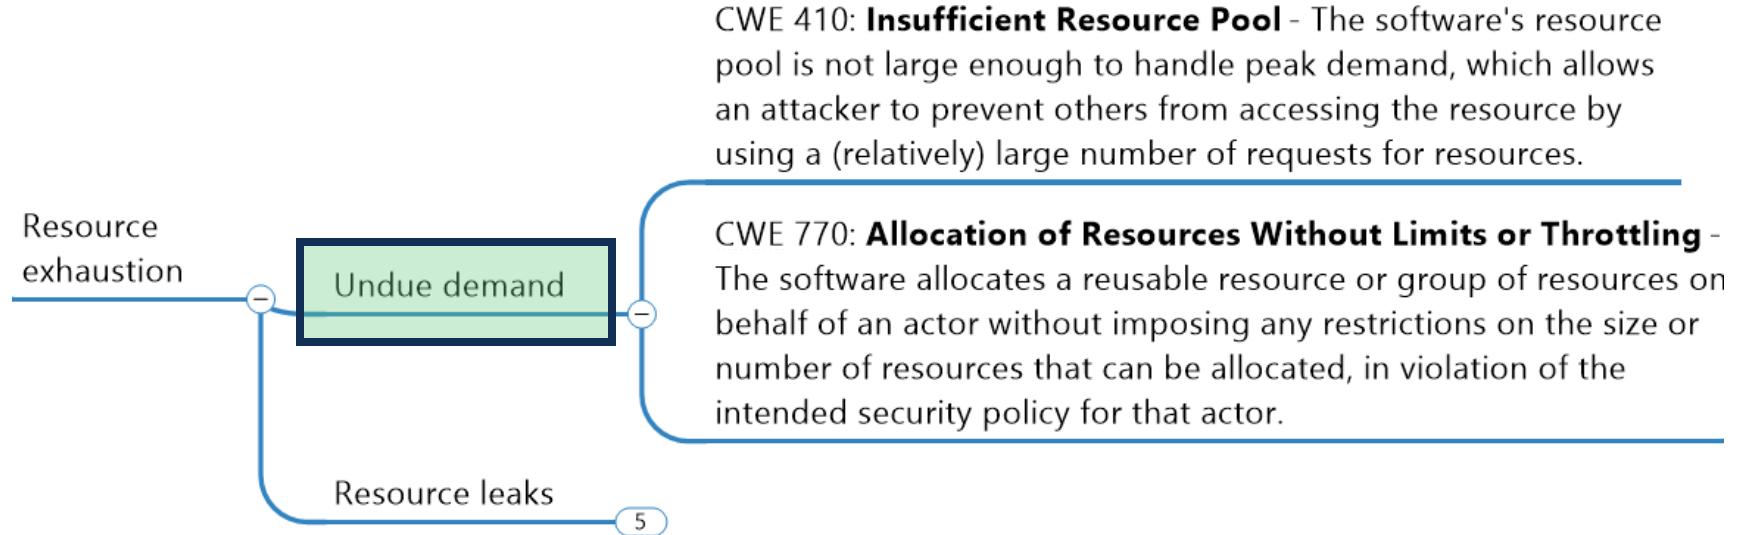 Resource
exhaustion
Undue demand
CWE 410: Insufficient Resource Pool - The software's resource
pool is not large enough to handle peak demand, which allows
an attacker to prevent others from accessing the resource by
using a (relatively) large number of requests for resources.
CWE 770: Allocation of Resources Without Limits or Throttling -
The software allocates a reusable resource or group of resources on
behalf of an actor without imposing any restrictions on the size or
number of resources that can be allocated, in violation of the
intended security policy for that actor.
Resource leaks
5